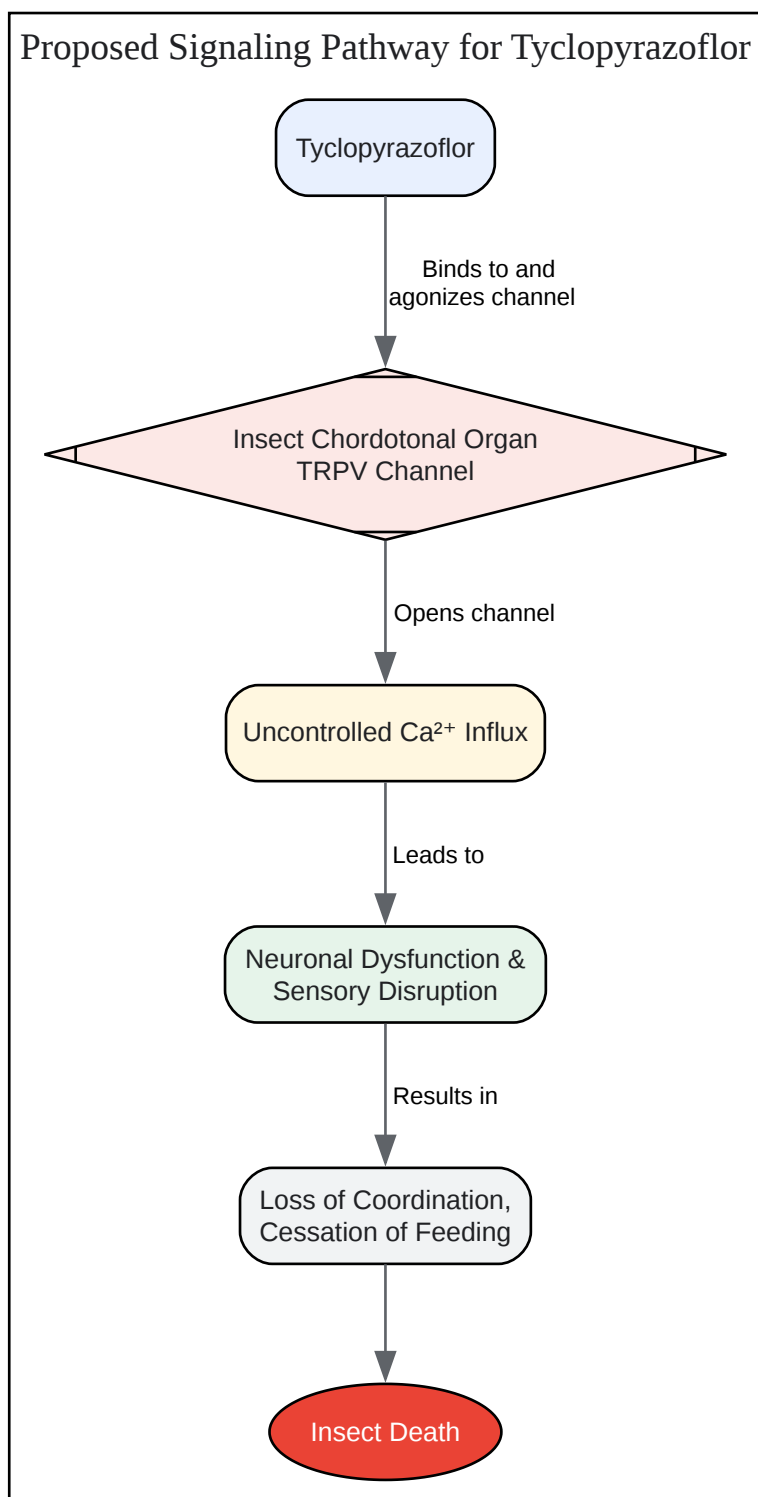 Proposed Signaling Pathway for Tyclopyrazoflor
Tyclopyrazoflor
Binds to and
agonizes channel
Insect Chordotonal Organ
TRPV Channel
Opens channel
Uncontrolled Ca²⁺ Influx
Leads to
Neuronal Dysfunction &
Sensory Disruption
Results in
Loss of Coordination,
Cessation of Feeding
Insect Death